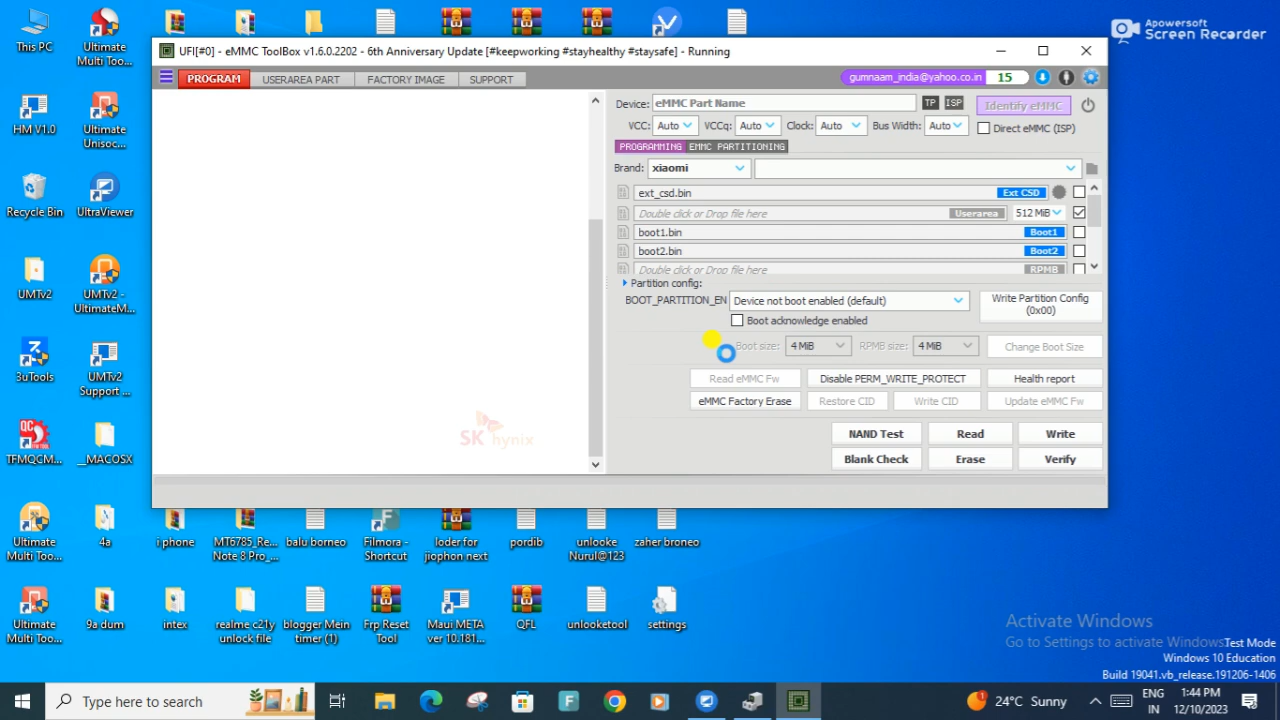 Apowersoft
Screen Recorder
This PC
Ultimate
Multi Too...
HM V1.0
Ultimate
Unisoc...
Recycle Bin
UltraViewer
UMTv2
UMTv2 -
UltimateM...
3uTools
UMTv2
Support ...
TFMQCM...
__MACOSX
Ultimate
Multi Too...
4a
i phone
MT6785_Re...
Note 8 Pro_...
balu borneo
Filmora -
Shortcut
loder for
jiophon next
pordib
unlooke
Nurul@123
zaher broneo
Ultimate
Multi Too...
9a dum
intex
realme c21y
unlock file
blogger Mein
timer (1)
Frp Reset
Tool
Maui META
ver 10.181...
QFL
unlooketool
settings
UFI[#0] - eMMC ToolBox v1.6.0.2202 - 6th Anniversary Update [#keepworking #stayhealthy #staysafe] - Running
PROGRAM USERAREA PART FACTORY IMAGE SUPPORT
gumnaam_india@yahoo.co.in 15
Device: eMMC Part Name TP ISP Identify eMMC
VCC: Auto VCCq: Auto Clock: Auto Bus Width: Auto Direct eMMC (ISP)
PROGRAMMING EMMC PARTITIONING
Brand: xiaomi
ext_csd.bin Ext CSD
Double click or Drop file here Userarea 512 MiB
boot1.bin Boot1
boot2.bin Boot2
Double click or Drop file here RPMB
Partition config:
BOOT_PARTITION_EN Device not boot enabled (default) Write Partition Config
(0x00)
Boot acknowledge enabled
Boot size: 4 MiB RPMB size: 4 MiB Change Boot Size
Read eMMC Fw Disable PERM_WRITE_PROTECT Health report
eMMC Factory Erase Restore CID Write CID Update eMMC Fw
NAND Test Read Write
Blank Check Erase Verify
SK hynix
Activate Windows
Go to Settings to activate Windows.
Test Mode
Windows 10 Education
Build 19041.vb_release.191206-1406
Type here to search
24°C Sunny
ENG
IN
1:44 PM
12/10/2023